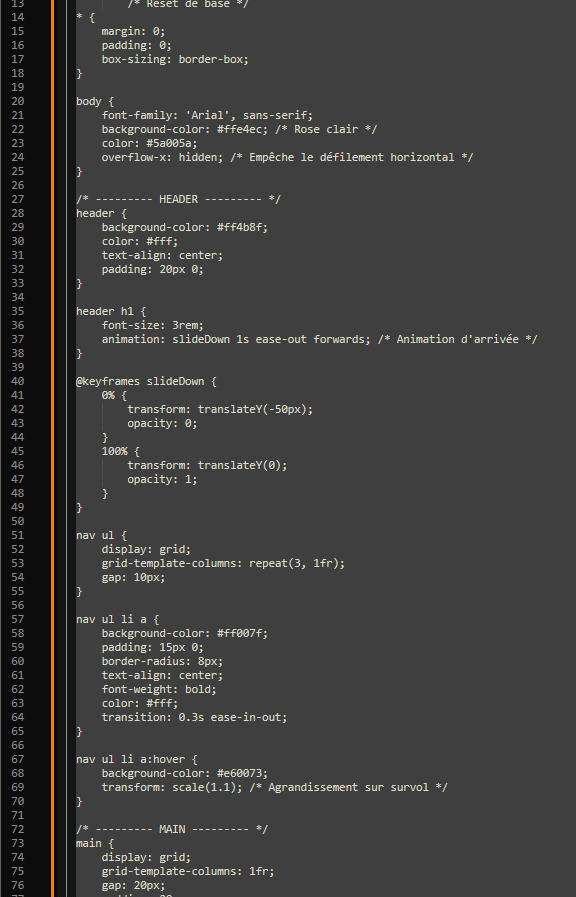 13 /* Reset de base */
14 * {
15 margin: 0;
16 padding: 0;
17 box-sizing: border-box;
18 }
19
20 body {
21 font-family: 'Arial', sans-serif;
22 background-color: #ffe4ec; /* Rose clair */
23 color: #5a005a;
24 overflow-x: hidden; /* Empêche le défilement horizontal */
25 }
26
27 /* --------- HEADER --------- */
28 header {
29 background-color: #ff4b8f;
30 color: #fff;
31 text-align: center;
32 padding: 20px 0;
33 }
34
35 header h1 {
36 font-size: 3rem;
37 animation: slideDown 1s ease-out forwards; /* Animation d'arrivée */
38 }
39
40 @keyframes slideDown {
41 0% {
42 transform: translateY(-50px);
43 opacity: 0;
44 }
45 100% {
46 transform: translateY(0);
47 opacity: 1;
48 }
49 }
50
51 nav ul {
52 display: grid;
53 grid-template-columns: repeat(3, 1fr);
54 gap: 10px;
55 }
56
57 nav ul li a {
58 background-color: #ff007f;
59 padding: 15px 0;
60 border-radius: 8px;
61 text-align: center;
62 font-weight: bold;
63 color: #fff;
64 transition: 0.3s ease-in-out;
65 }
66
67 nav ul li a:hover {
68 background-color: #e60073;
69 transform: scale(1.1); /* Agrandissement sur survol */
70 }
71
72 /* --------- MAIN --------- */
73 main {
74 display: grid;
75 grid-template-columns: 1fr;
76 gap: 20px;